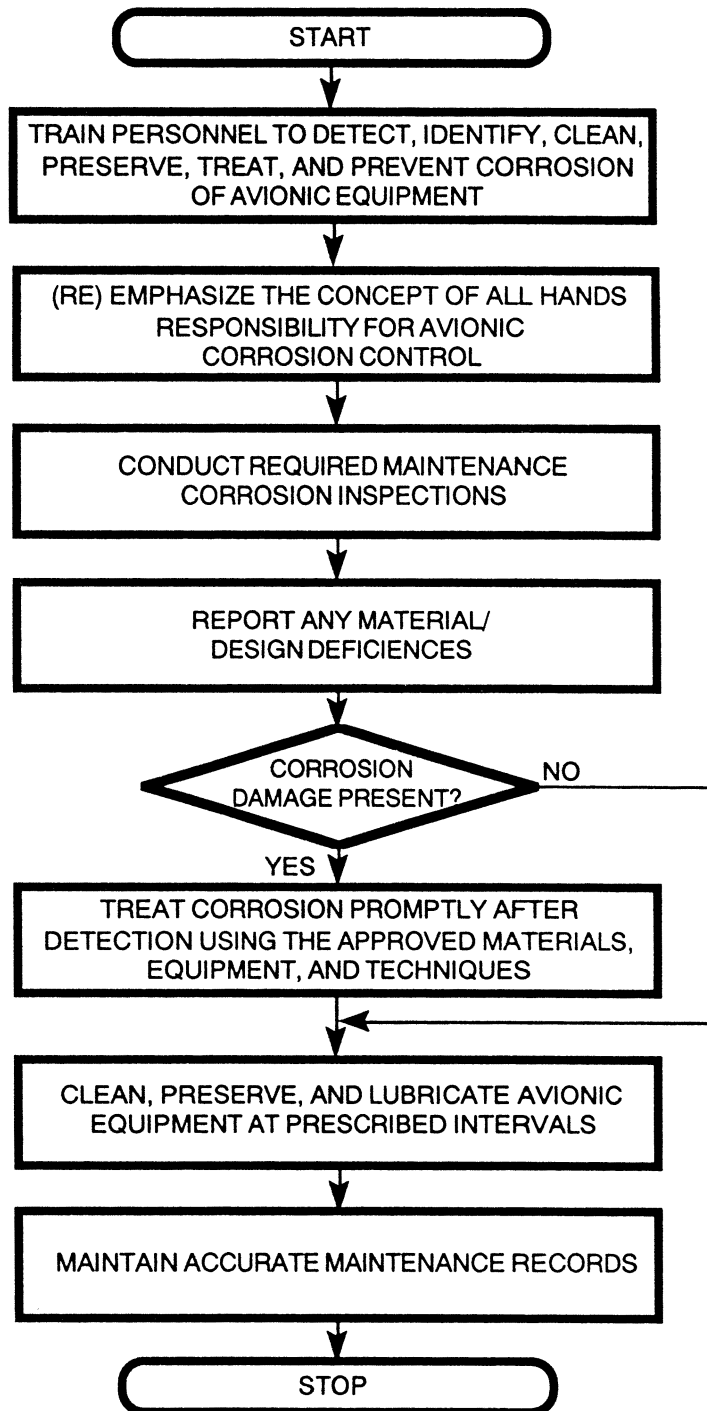 START
TRAIN PERSONNEL TO DETECT, IDENTIFY, CLEAN,
PRESERVE, TREAT, AND PREVENT CORROSION
OF AVIONIC EQUIPMENT
(RE) EMPHASIZE THE CONCEPT OF ALL HANDS
RESPONSIBILITY FOR AVIONIC
CORROSION CONTROL
CONDUCT REQUIRED MAINTENANCE
CORROSION INSPECTIONS
REPORT ANY MATERIAL/
DESIGN DEFICIENCES
CORROSION
DAMAGE PRESENT?
NO
YES
TREAT CORROSION PROMPTLY AFTER
DETECTION USING THE APPROVED MATERIALS,
EQUIPMENT, AND TECHNIQUES
CLEAN, PRESERVE, AND LUBRICATE AVIONIC
EQUIPMENT AT PRESCRIBED INTERVALS
MAINTAIN ACCURATE MAINTENANCE RECORDS
STOP